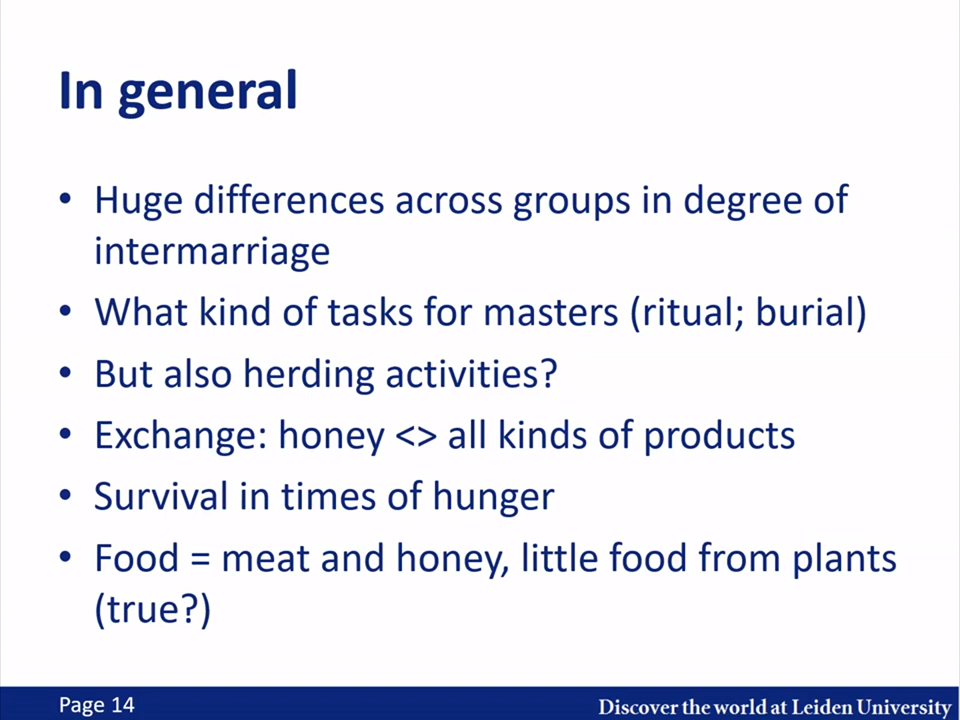 In general
• Huge differences across groups in degree of
intermarriage
• What kind of tasks for masters (ritual; burial)
• But also herding activities?
• Exchange: honey <> all kinds of products
• Survival in times of hunger
• Food = meat and honey, little food from plants
(true?)
Page 14
Discover the world at Leiden University